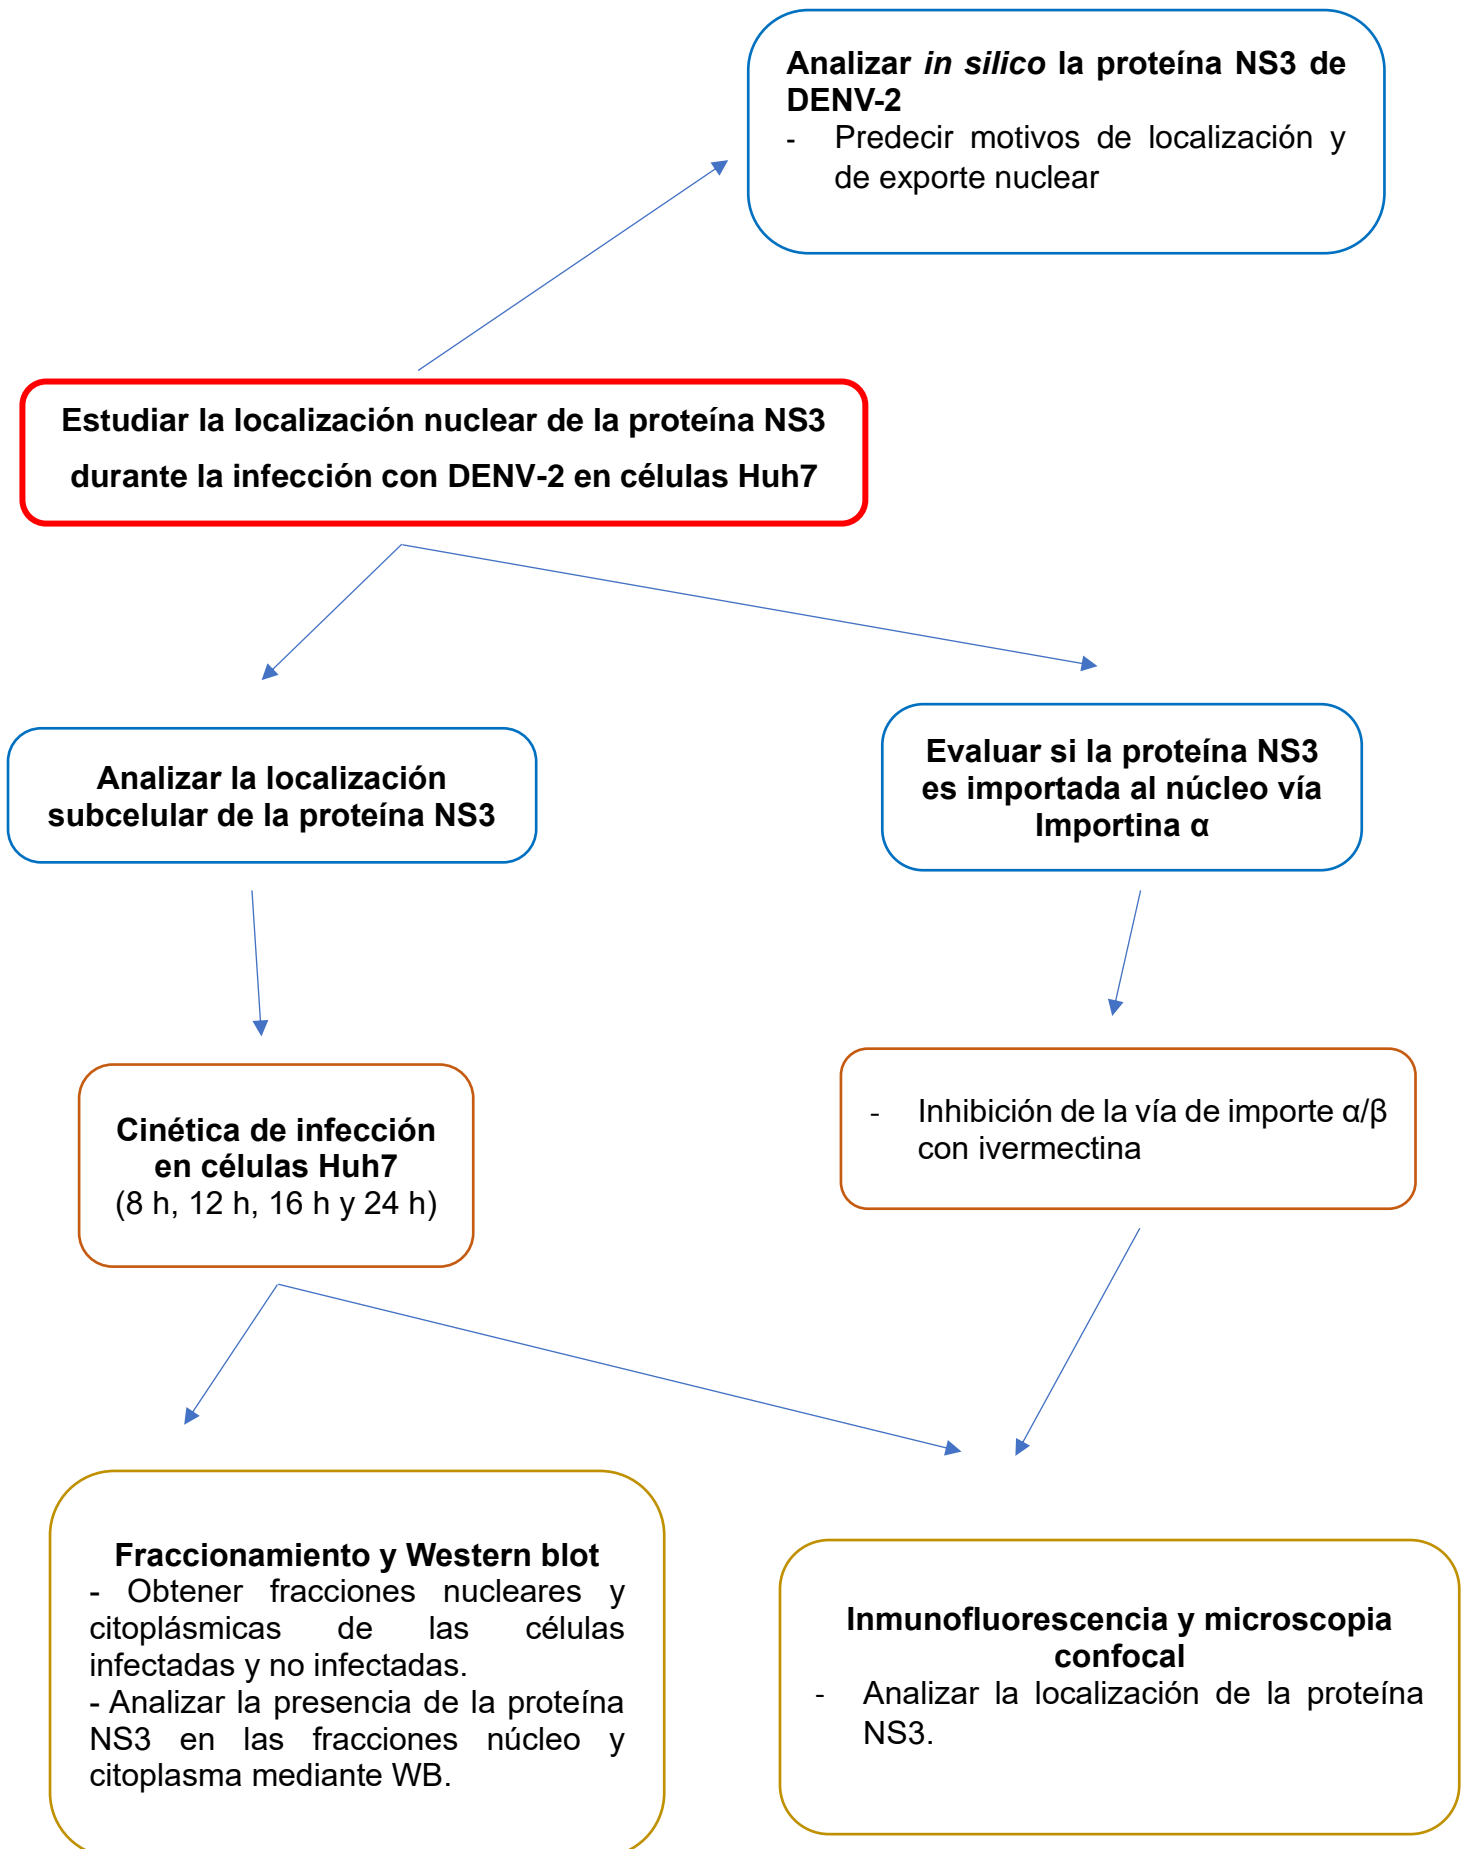 Analizar in silico la proteína NS3 de
DENV-2
- Predecir motivos de localización y
de exporte nuclear
Estudiar la localización nuclear de la proteína NS3
durante la infección con DENV-2 en células Huh7
Analizar la localización
subcelular de la proteína NS3
Evaluar si la proteína NS3
es importada al núcleo vía
Importina α
Cinética de infección
en células Huh7
(8 h, 12 h, 16 h y 24 h)
- Inhibición de la vía de importe α/β
con ivermectina
Fraccionamiento y Western blot
- Obtener fracciones nucleares y
citoplásmicas de las células
infectadas y no infectadas.
- Analizar la presencia de la proteína
NS3 en las fracciones núcleo y
citoplasma mediante WB.
Inmunofluorescencia y microscopia
confocal
- Analizar la localización de la proteína
NS3.